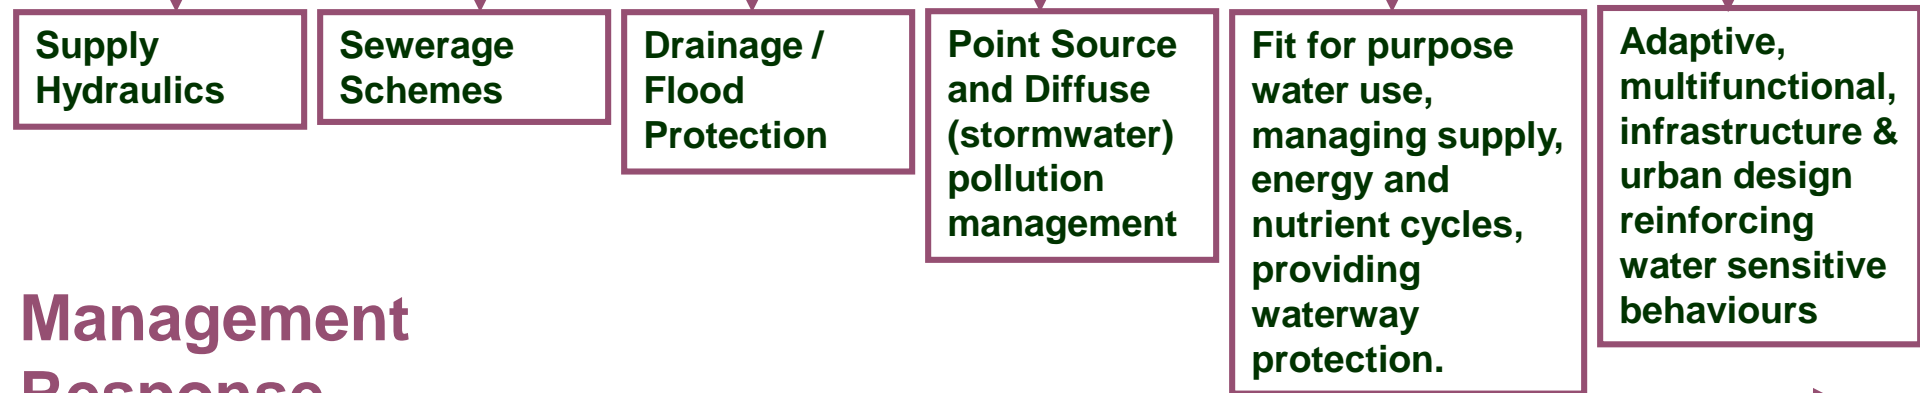 Supply
Hydraulics
Sewerage
Schemes
Drainage /
Flood
Protection
Point Source
and Diffuse
(stormwater)
pollution
management
Fit for purpose
water use,
managing supply,
energy and
nutrient cycles,
providing
waterway
protection.
Adaptive,
multifunctional,
infrastructure &
urban design
reinforcing
water sensitive
behaviours
Management
Response